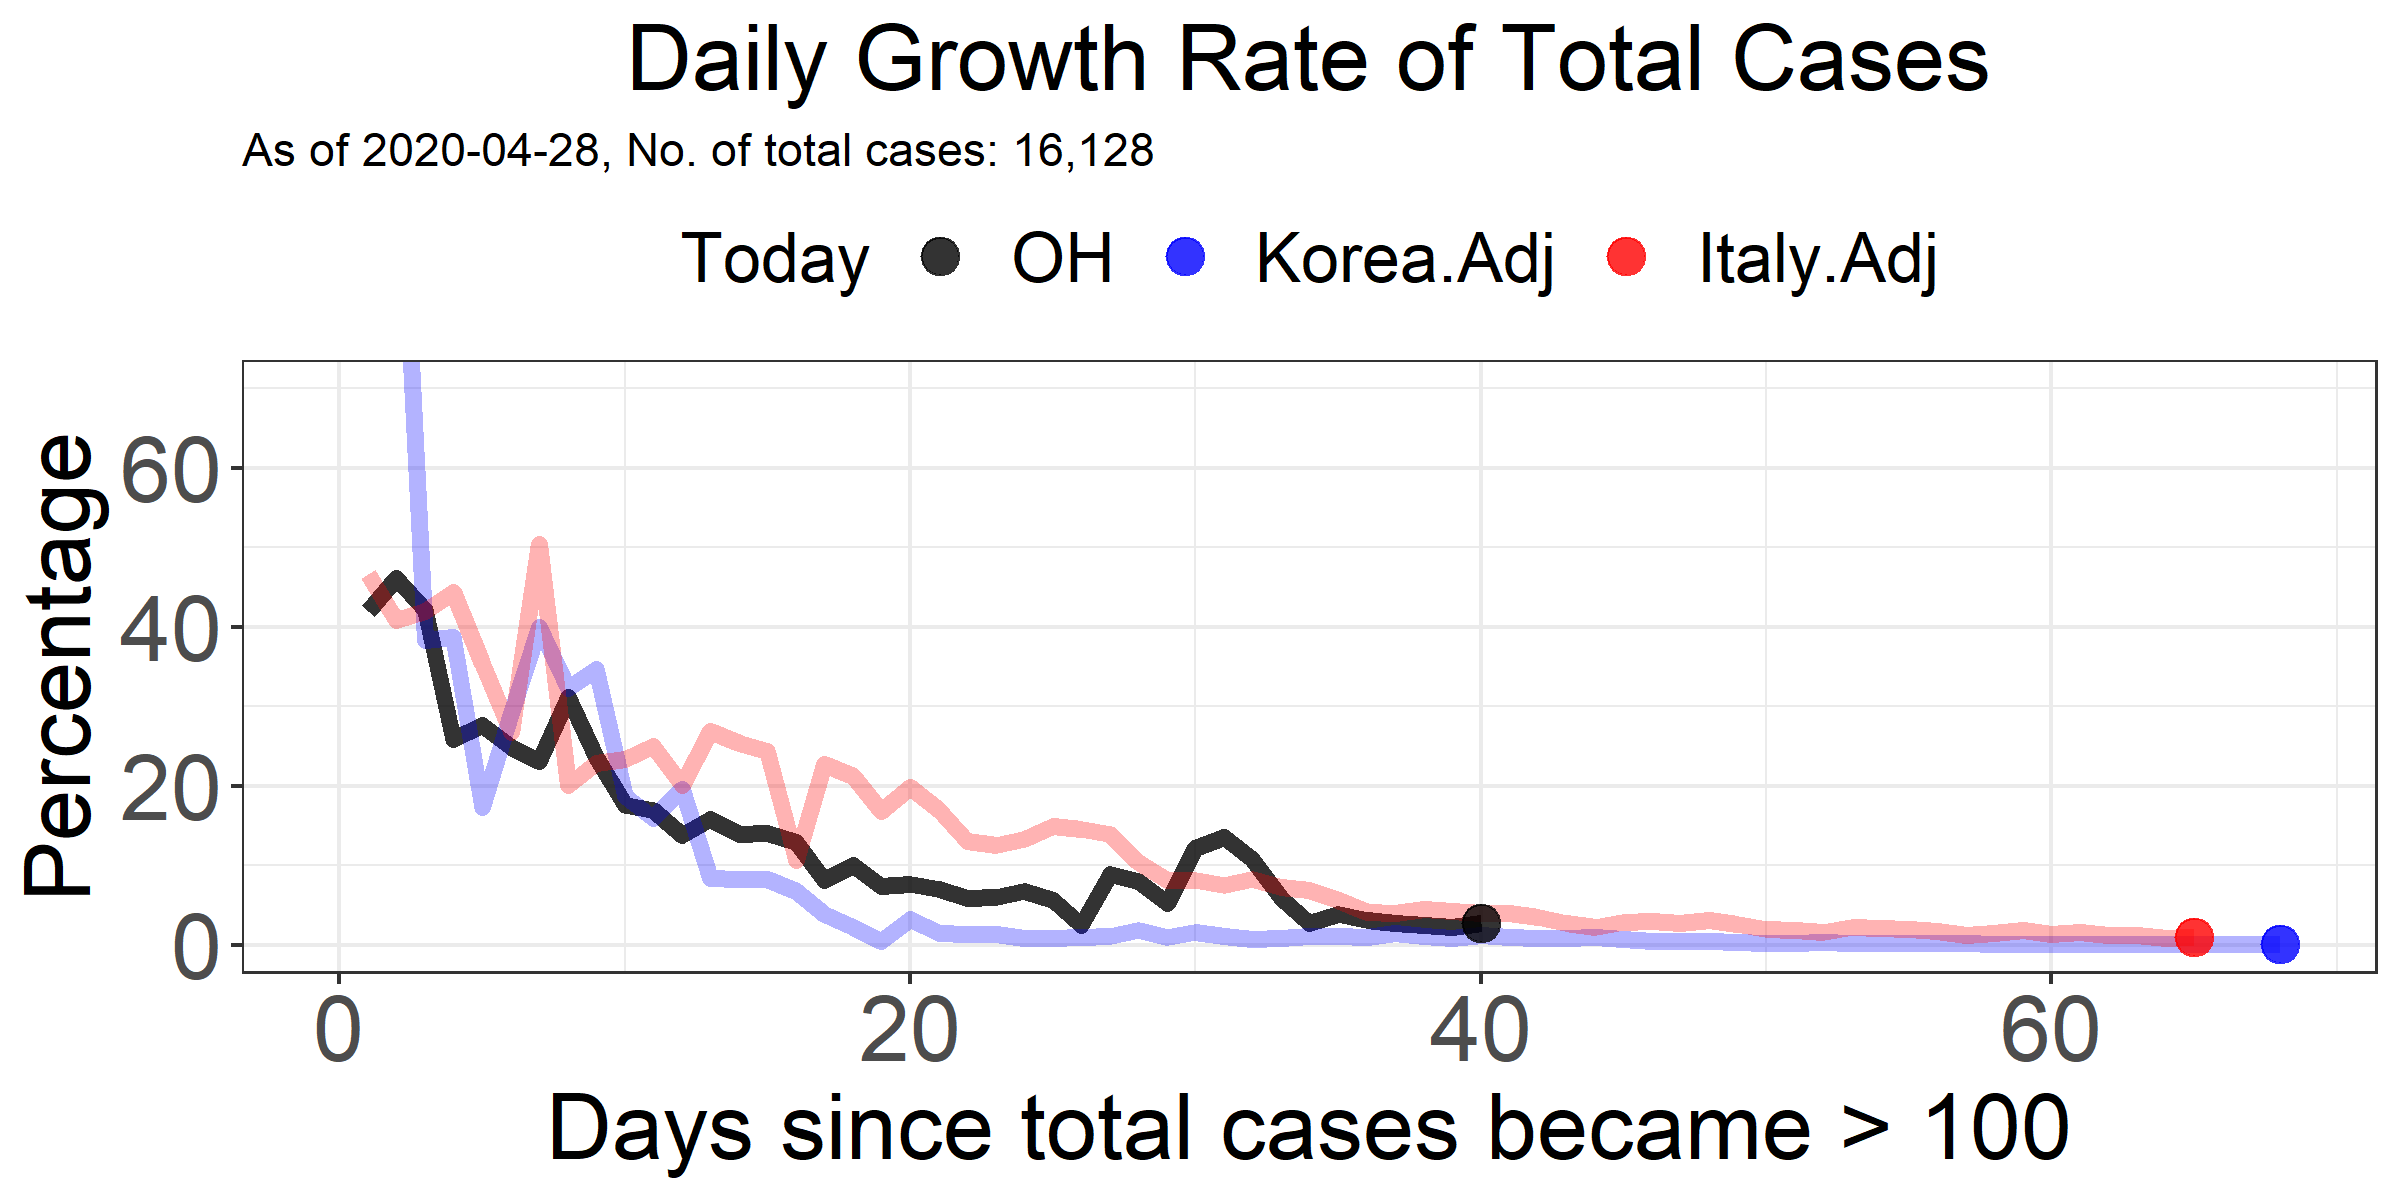 Daily Growth Rate of Total Cases
As of 2020-04-28, No. of total cases: 16,128
Today OH Korea.Adj Italy.Adj
Percentage
60
40
20
0
0 20 40 60
Days since total cases became > 100